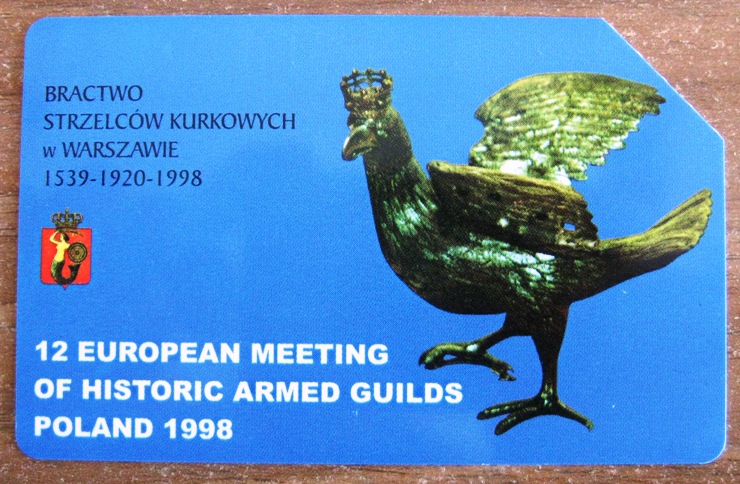 BRACTWO
STRZELCÓW KURKOWYCH
w WARSZAWIE
1539-1920-1998
12 EUROPEAN MEETING
OF HISTORIC ARMED GUILDS
POLAND 1998